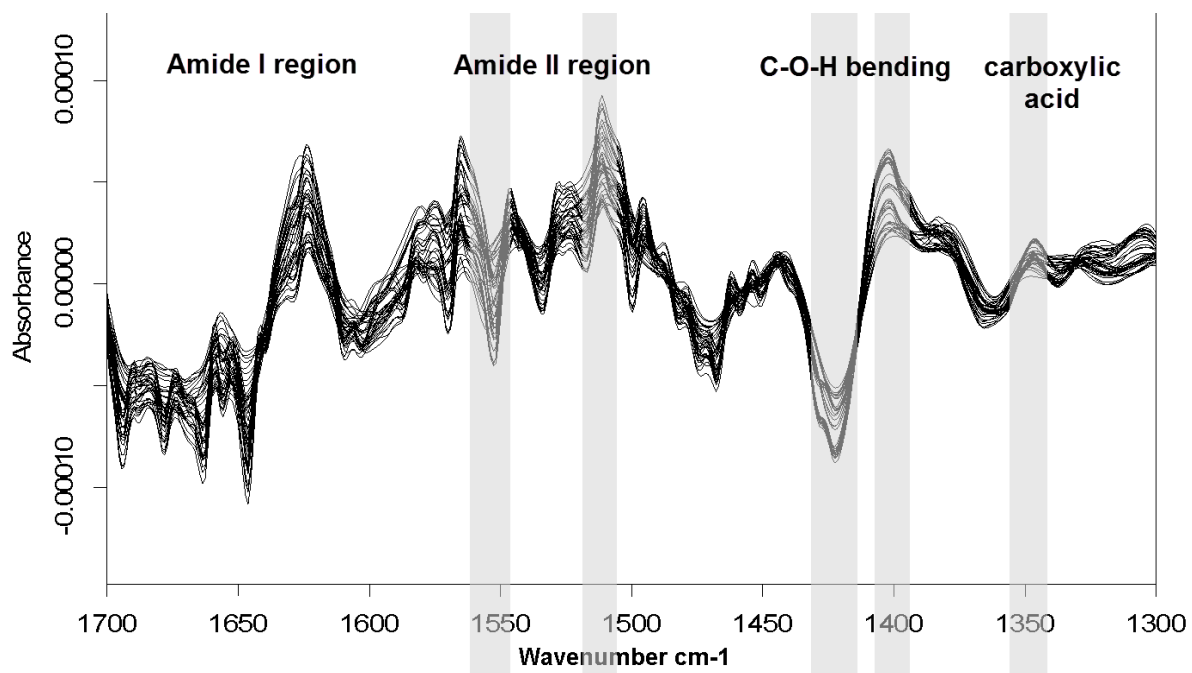 Amide I region Amide II region C-O-H bending carboxylic
acid
0.00010
0.00000
-0.00010
Absorbance
1700 1650 1600 1550 1500 1450 1400 1350 1300
Wavenumber cm-1